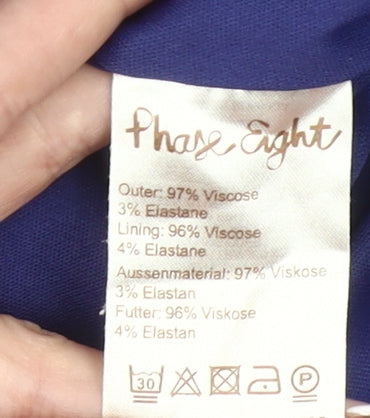 Phase Eight
Outer: 97% Viscose
3% Elastane
Lining: 96% Viscose
4% Elastane
Aussenmaterial: 97% Viskose
3% Elastan
Futter: 96% Viskose
4% Elastan
30 P